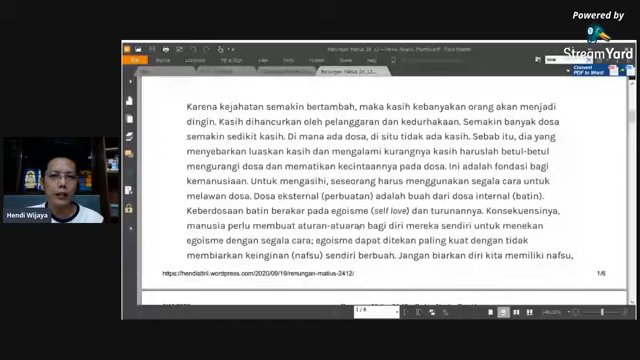 Powered by
StreamYard
Convert
PDF to Word
Karena kejahatan semakin bertambah, maka kasih kebanyakan orang akan menjadi
dingin. Kasih dihancurkan oleh pelanggaran dan kedurhakaan. Semakin banyak dosa
semakin sedikit kasih. Di mana ada dosa, di situ tidak ada kasih. Sebab itu, dia yang
menyebarkan luaskan kasih dan mengalami kurangnya kasih haruslah betul-betul
mengurangi dosa dan mematikan kecintaannya pada dosa. Ini adalah fondasi bagi
kemanusiaan. Untuk mengasihi, seseorang harus menggunakan segala cara untuk
melawan dosa. Dosa eksternal (perbuatan) adalah buah dari dosa internal (batin).
Keberdosaan batin berakar pada egoisme (self love) dan turunannya. Konsekuensinya,
manusia perlu membuat aturan-atuaran bagi diri mereka sendiri untuk menekan
egoisme dengan segala cara; egoisme dapat ditekan paling kuat dengan tidak
membiarkan keinginan (nafsu) sendiri berbuah. Jangan biarkan diri kita memiliki nafsu,
https://hendisttrii.wordpress.com/2020/09/19/renungan-matius-2412/
1/6
Hendi Wijaya
1 / 6